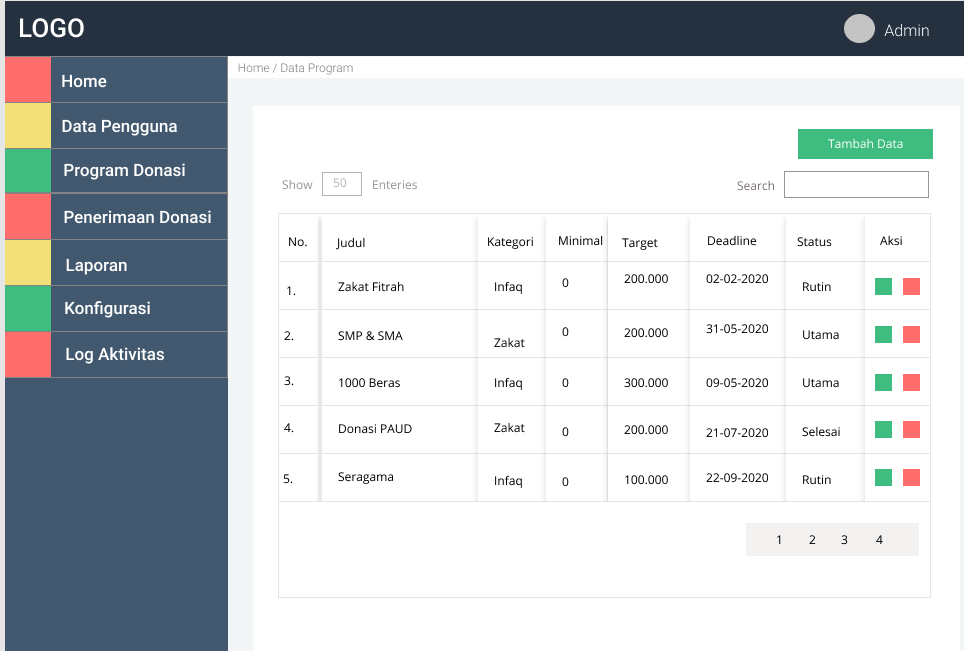 LOGO
Admin
Home / Data Program
Home
Data Pengguna
Program Donasi
Penerimaan Donasi
Laporan
Konfigurasi
Log Aktivitas
Tambah Data
Show 50 Enteries
Search
No. Judul Kategori Minimal Target Deadline Status Aksi
1. Zakat Fitrah Infaq 0 200.000 02-02-2020 Rutin
2. SMP & SMA Zakat 0 200.000 31-05-2020 Utama
3. 1000 Beras Infaq 0 300.000 09-05-2020 Utama
4. Donasi PAUD Zakat 0 200.000 21-07-2020 Selesai
5. Seragama Infaq 0 100.000 22-09-2020 Rutin
1 2 3 4